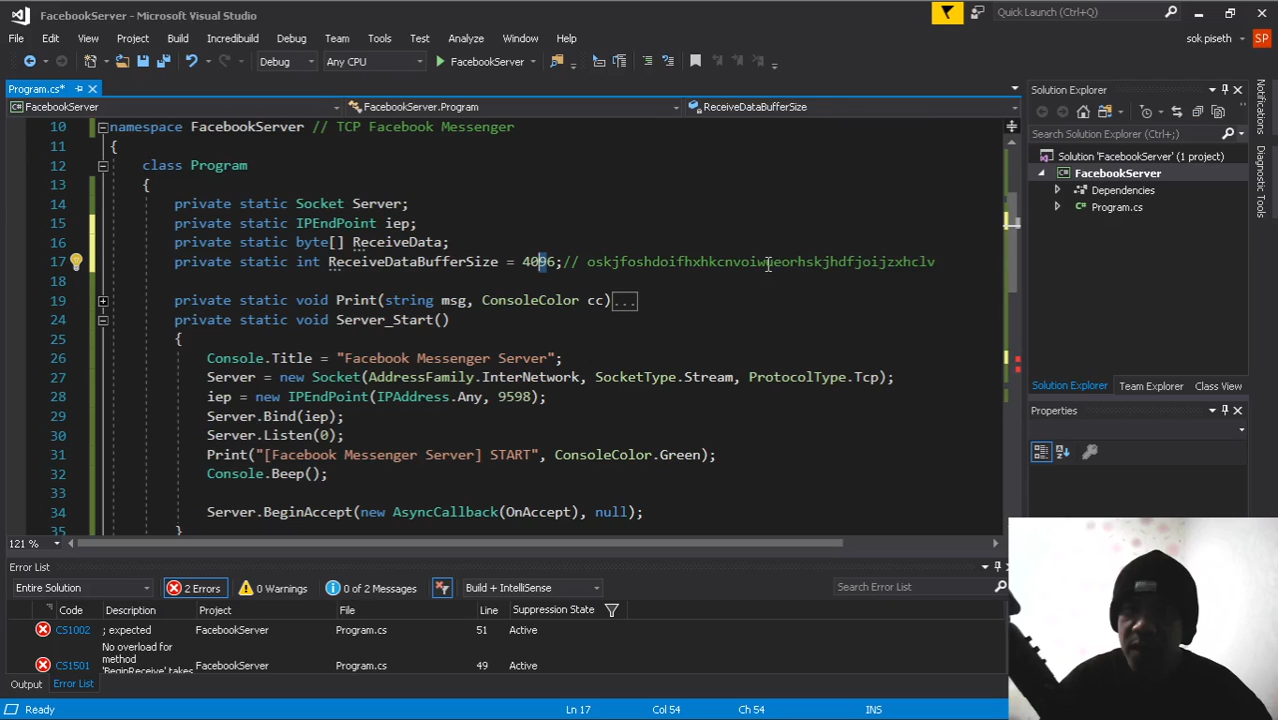 FacebookServer - Microsoft Visual Studio
Quick Launch (Ctrl+Q)
File Edit View Project Build Incredibuild Debug Team Tools Test Analyze Window Help
sok piseth SP
Debug Any CPU FacebookServer
Program.cs*
FacebookServer FacebookServer.Program ReceiveDataBufferSize
10 namespace FacebookServer // TCP Facebook Messenger
11 {
12 class Program
13 {
14 private static Socket Server;
15 private static IPEndPoint iep;
16 private static byte[] ReceiveData;
17 private static int ReceiveDataBufferSize = 4096;// oskjfoshdoifhxhkcnvoiwueorhskjhdfjoijzxhclv
18
19 private static void Print(string msg, ConsoleColor cc)...
24 private static void Server_Start()
25 {
26 Console.Title = "Facebook Messenger Server";
27 Server = new Socket(AddressFamily.InterNetwork, SocketType.Stream, ProtocolType.Tcp);
28 iep = new IPEndPoint(IPAddress.Any, 9598);
29 Server.Bind(iep);
30 Server.Listen(0);
31 Print("[Facebook Messenger Server] START", ConsoleColor.Green);
32 Console.Beep();
33
34 Server.BeginAccept(new AsyncCallback(OnAccept), null);
35 }
121 %
Solution Explorer
Search Solution Explorer (Ctrl+;)
Solution 'FacebookServer' (1 project)
FacebookServer
Dependencies
Program.cs
Solution Explorer Team Explorer Class View
Properties
Notifications
Diagnostic Tools
Error List
Entire Solution 2 Errors 0 Warnings 0 of 2 Messages Build + IntelliSense Search Error List
Code Description Project File Line Suppression State
CS1002 ; expected FacebookServer Program.cs 51 Active
CS1501 No overload for method 'BeginReceive' takes FacebookServer Program.cs 49 Active
Output Error List
Ready Ln 17 Col 54 Ch 54 INS